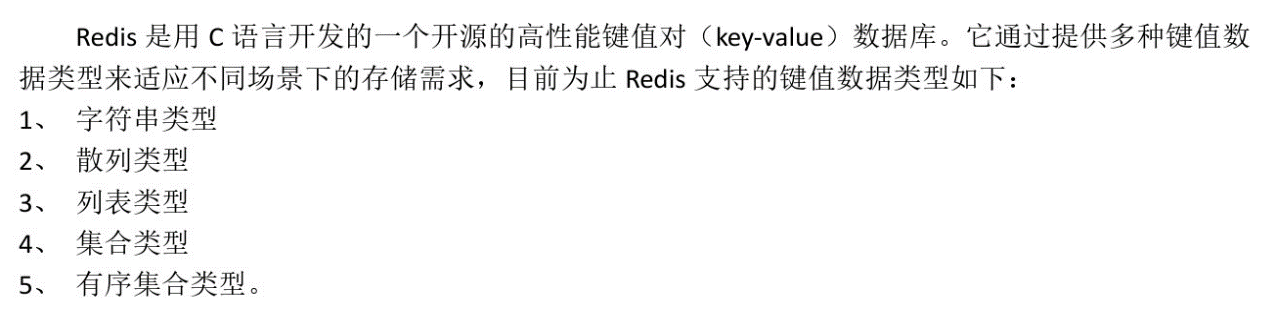 Redis 是用 C 语言开发的一个开源的高性能键值对（key-value）数据库。它通过提供多种键值数
据类型来适应不同场景下的存储需求，目前为止 Redis 支持的键值数据类型如下：
1、 字符串类型
2、 散列类型
3、 列表类型
4、 集合类型
5、 有序集合类型。